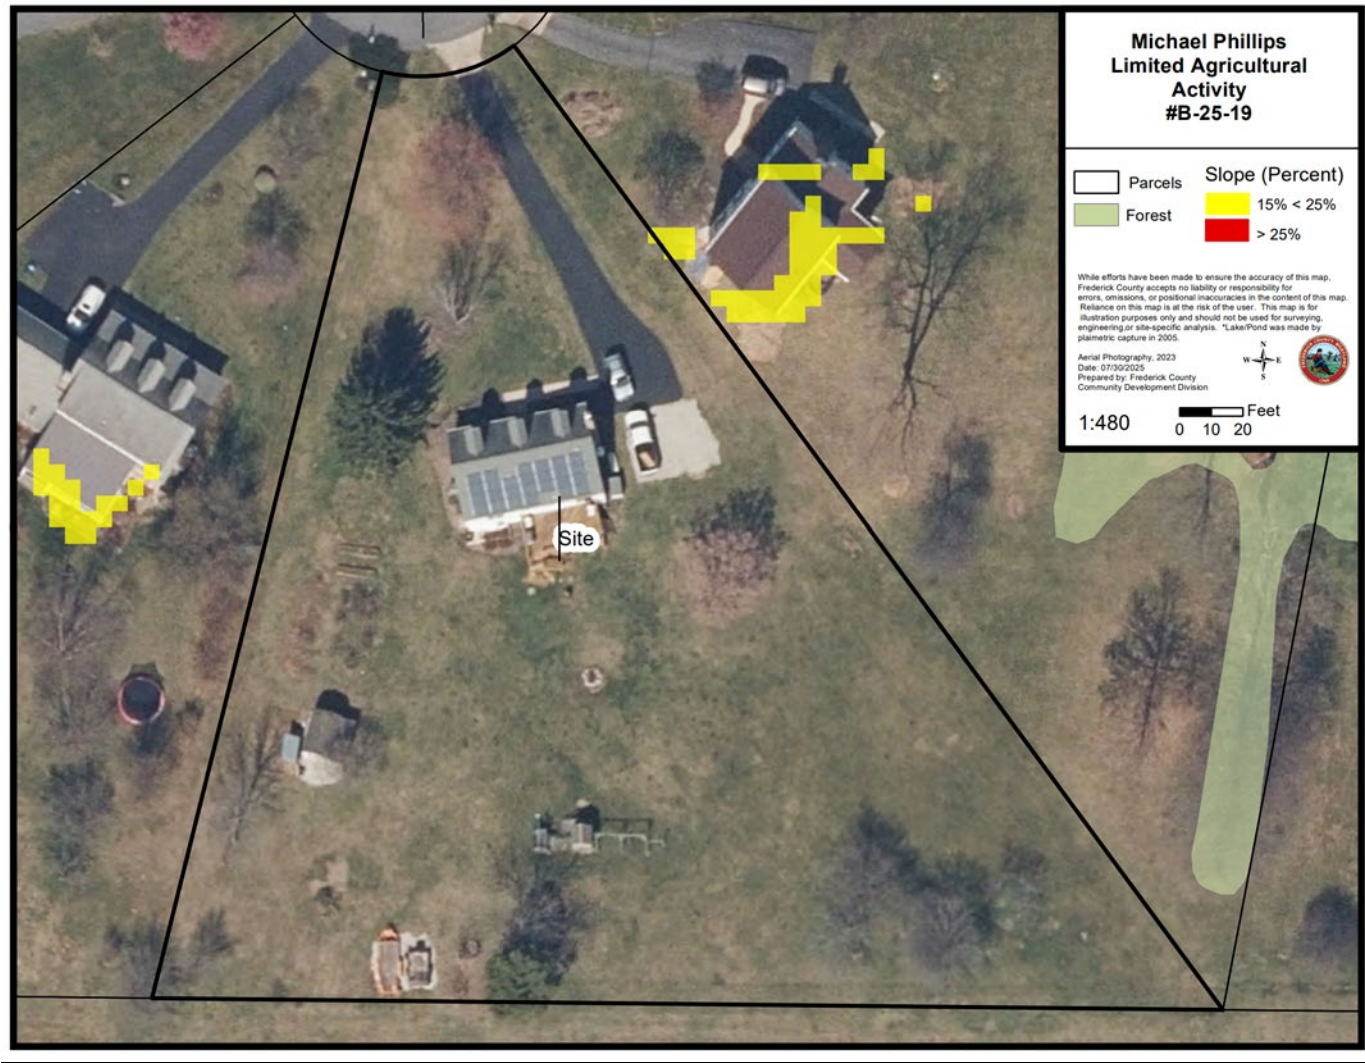 Michael Phillips
Limited Agricultural
Activity
#B-25-19
Parcels
Forest
Slope (Percent)
15% < 25%
> 25%
While efforts have been made to ensure the accuracy of this map,
Frederick County accepts no liability or responsibility for
errors, omissions, or positional inaccuracies in the content of this map.
Reliance on this map is at the risk of the user. This map is for
illustration purposes only and should not be used for surveying,
engineering,or site-specific analysis. *Lake/Pond was made by
plaimetric capture in 2005.
Aerial Photography, 2023
Date: 07/30/2025
Prepared by: Frederick County
Community Development Division
N
W E
S
1:480
Feet
0 10 20
Site